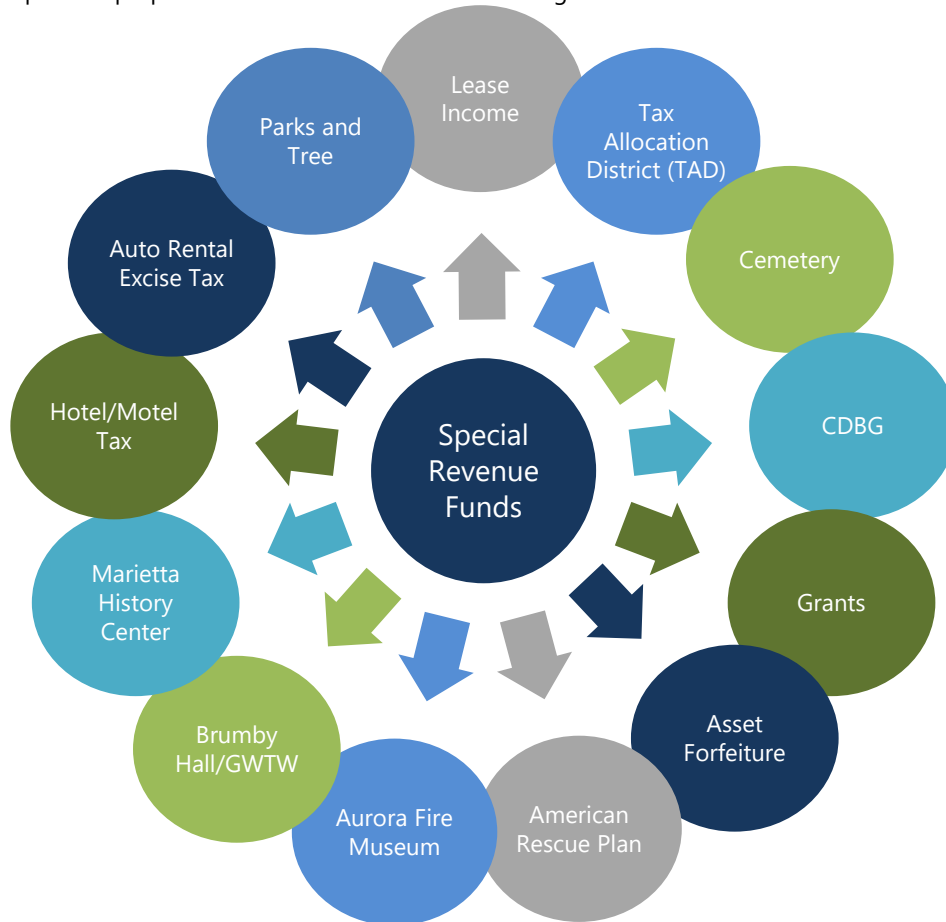 Lease
Income
Tax
Allocation
District (TAD)
Cemetery
CDBG
Grants
Asset
Forfeiture
American
Rescue Plan
Aurora Fire
Museum
Brumby
Hall/GWTW
Marietta
History
Center
Hotel/Motel
Tax
Auto Rental
Excise Tax
Parks and
Tree
Special
Revenue
Funds